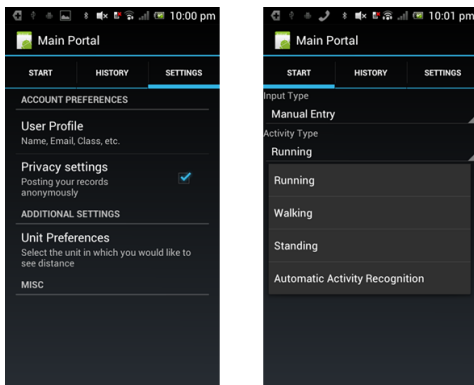 10:00 pm
Main Portal
START HISTORY SETTINGS
ACCOUNT PREFERENCES
User Profile
Name, Email, Class, etc.
Privacy settings
Posting your records
anonymously
ADDITIONAL SETTINGS
Unit Preferences
Select the unit in which you would like to
see distance
MISC
10:01 pm
Main Portal
START HISTORY SETTINGS
Input Type
Manual Entry
Activity Type
Running
Running
Walking
Standing
Automatic Activity Recognition